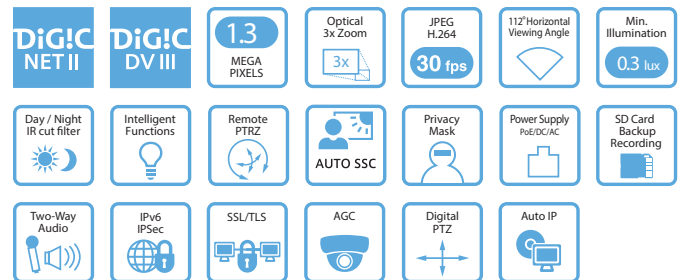 DiG!C
NET II
DiG!C
DV III
1.3
MEGA
PIXELS
Optical
3x Zoom
3x
JPEG
H.264
30 fps
112° Horizontal
Viewing Angle
Min.
Illumination
0.3 lux
Day / Night
IR cut filter
Intelligent
Functions
Remote
PTRZ
AUTO SSC
Privacy
Mask
Power Supply
PoE/DC/AC
SD Card
Backup
Recording
Two-Way
Audio
IPv6
IPSec
SSL/TLS
AGC
Digital
PTZ
Auto IP